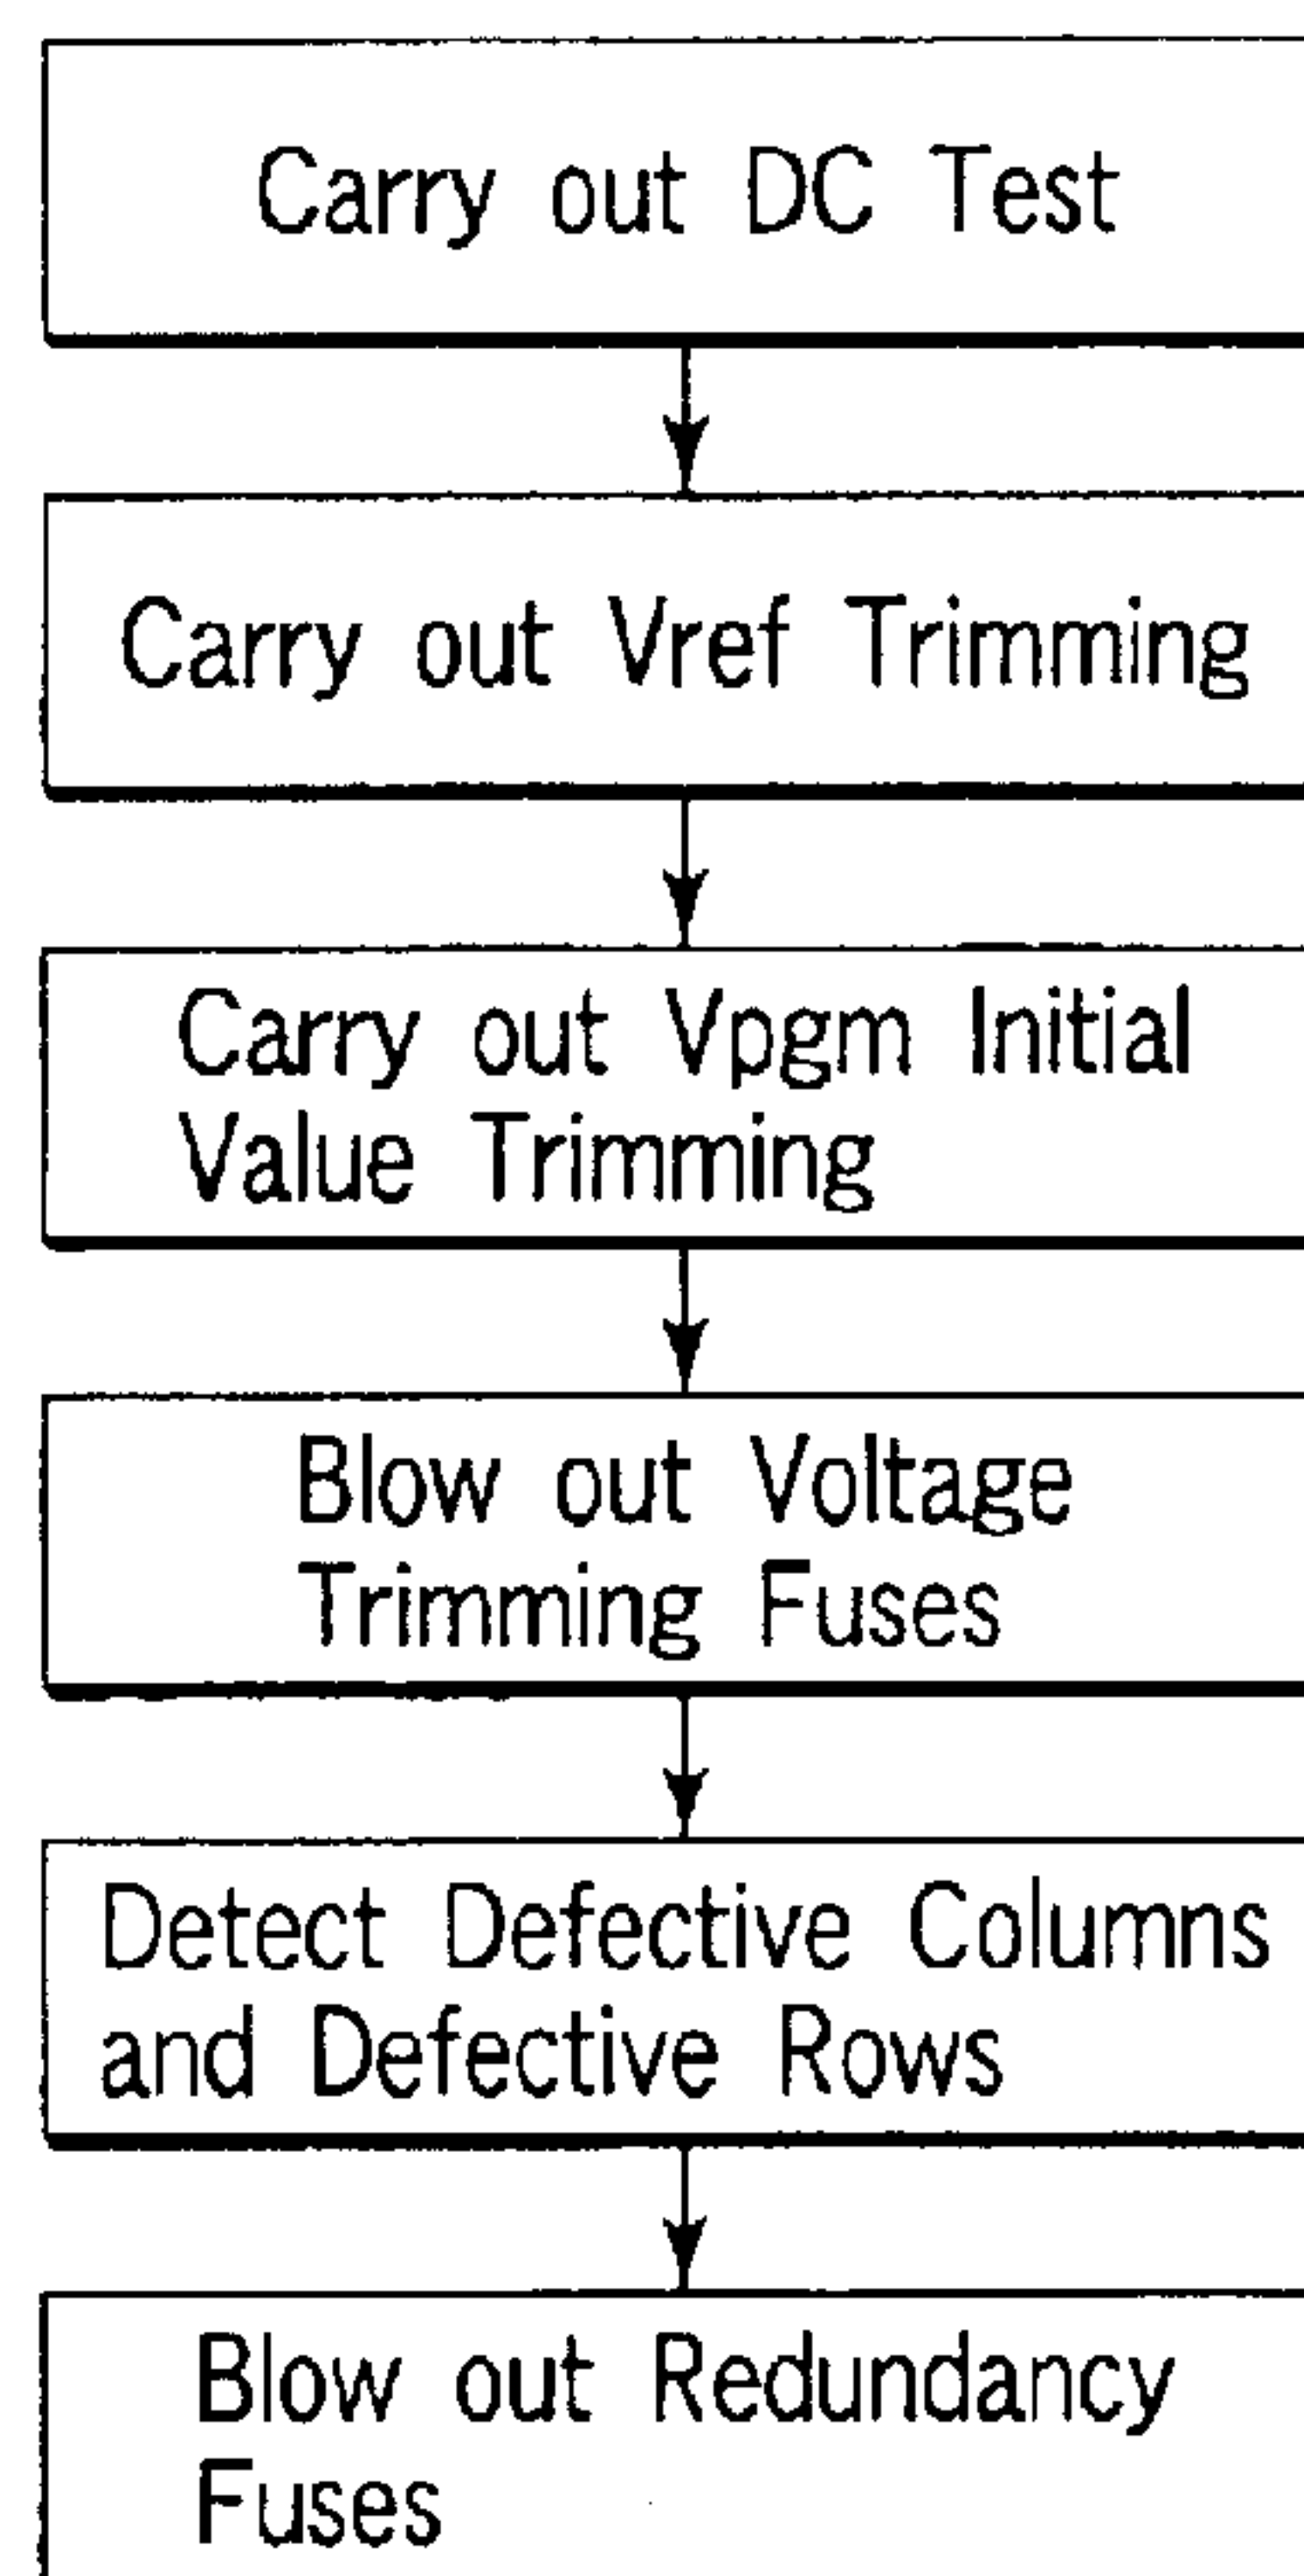 Carry out DC Test
Carry out Vref Trimming
Carry out Vpgm Initial
Value Trimming
Blow out Voltage
Trimming Fuses
Detect Defective Columns
and Defective Rows
Blow out Redundancy
Fuses